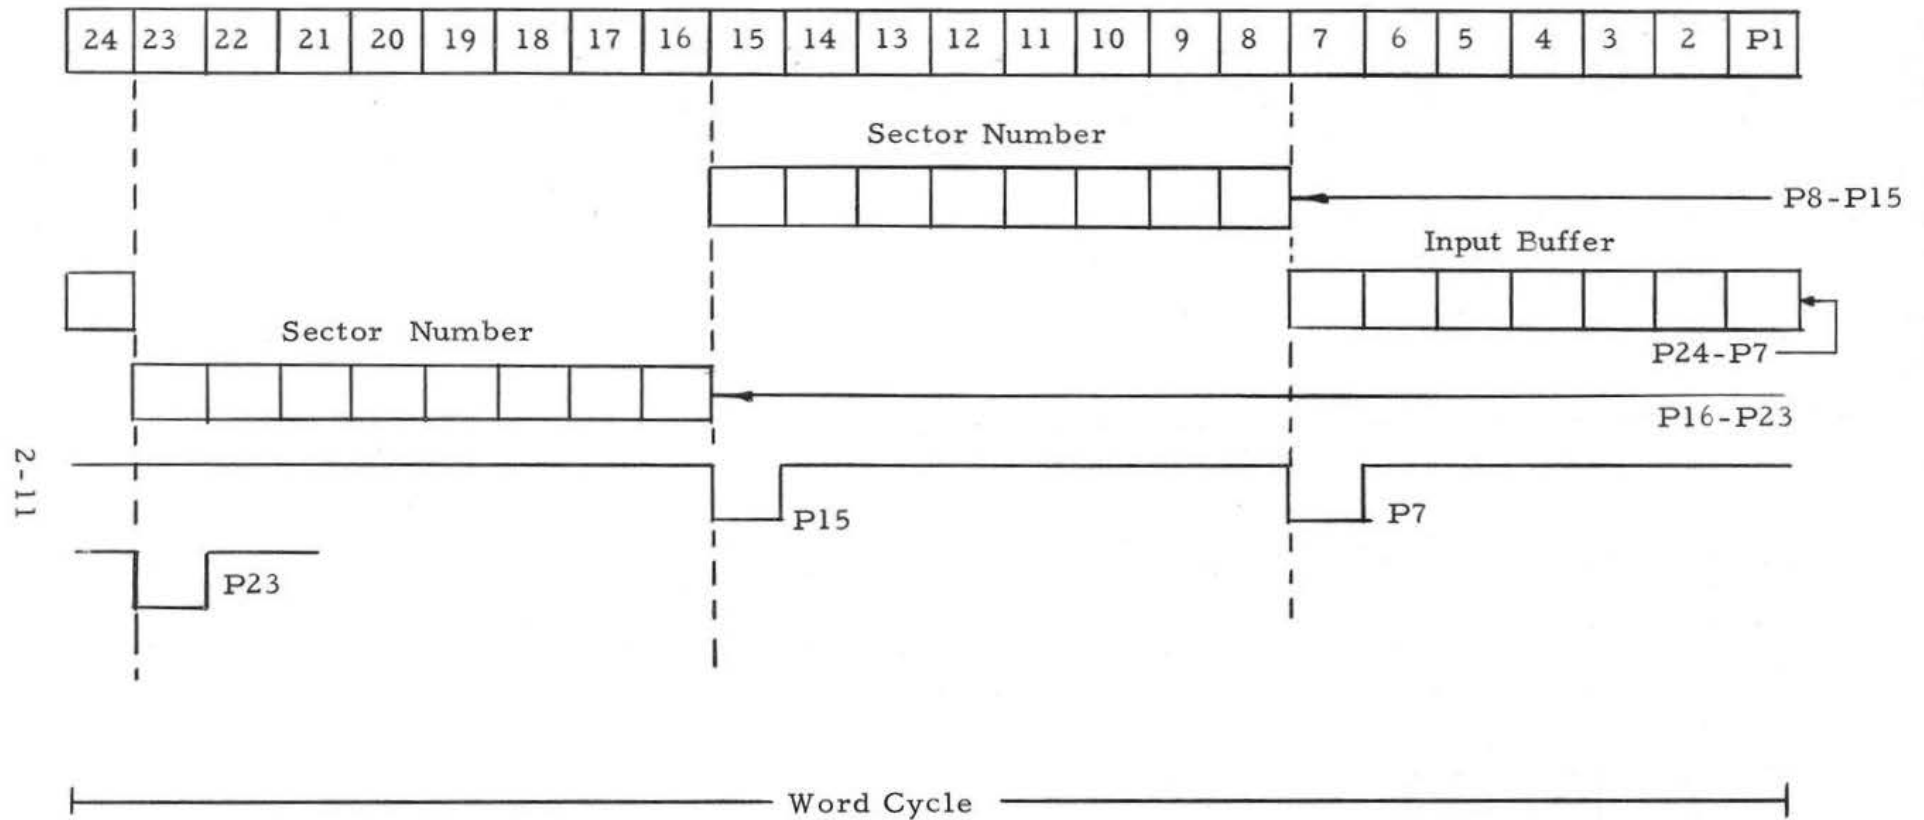 24 23 22 21 20 19 18 17 16 15 14 13 12 11 10 9 8 7 6 5 4 3 2 P1
Sector Number
P8-P15
Input Buffer
Sector Number
P24-P7
P16-P23
2-11
P15
P7
P23
Word Cycle